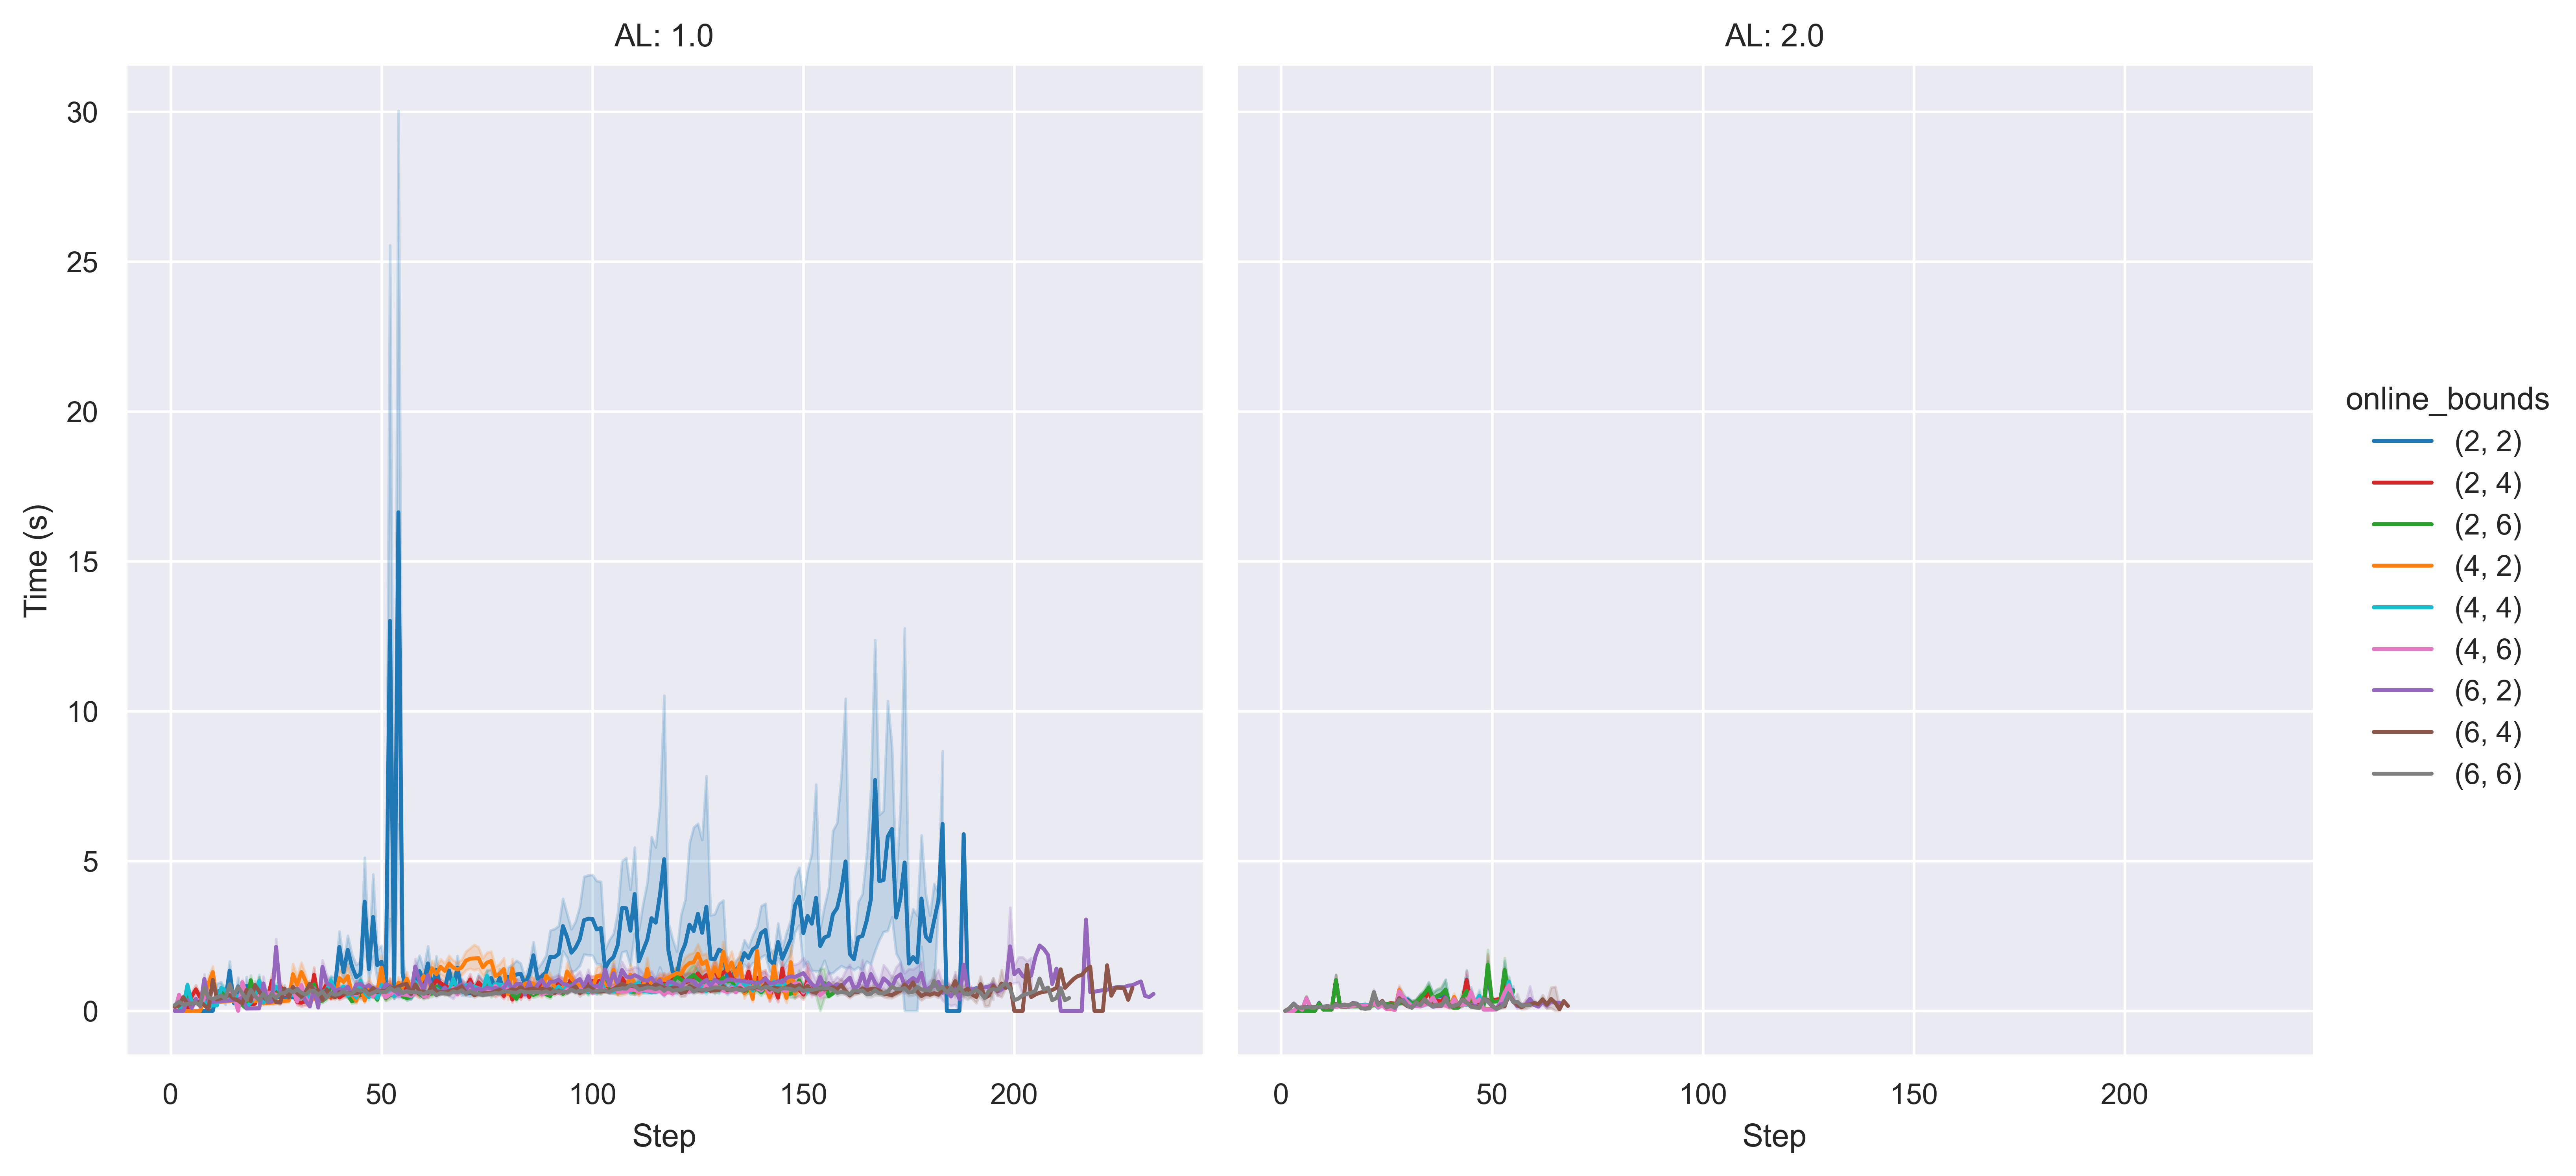 AL: 1.0
AL: 2.0
Time (s)
30
25
20
15
10
5
0
0 50 100 150 200
0 50 100 150 200
Step
Step
online_bounds
(2, 2)
(2, 4)
(2, 6)
(4, 2)
(4, 4)
(4, 6)
(6, 2)
(6, 4)
(6, 6)